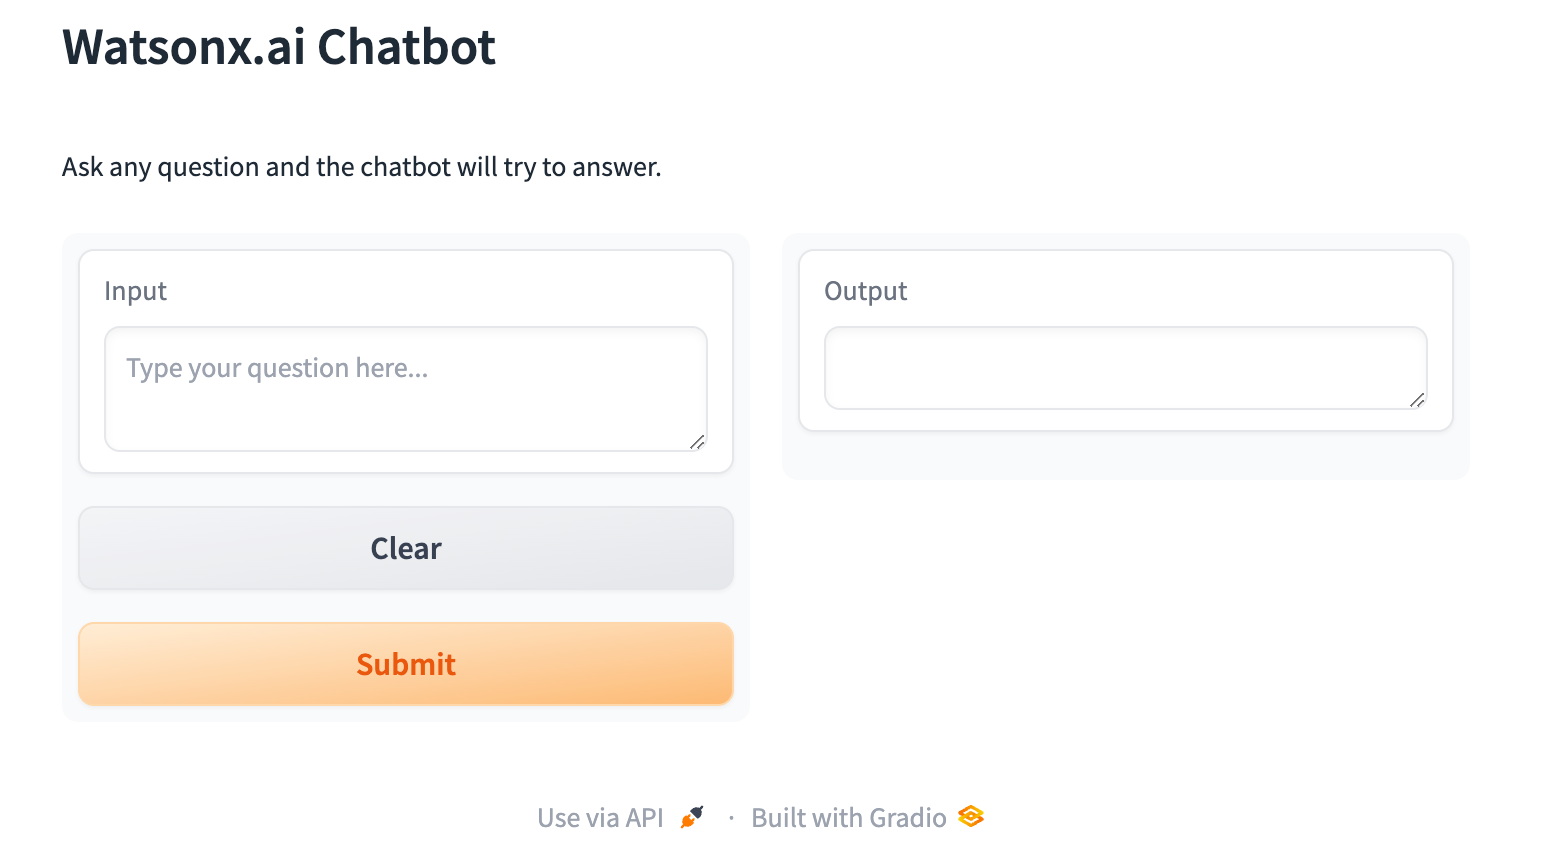 Watsonx.ai Chatbot
Ask any question and the chatbot will try to answer.
Input
Type your question here...
Clear
Submit
Output
Use via API · Built with Gradio